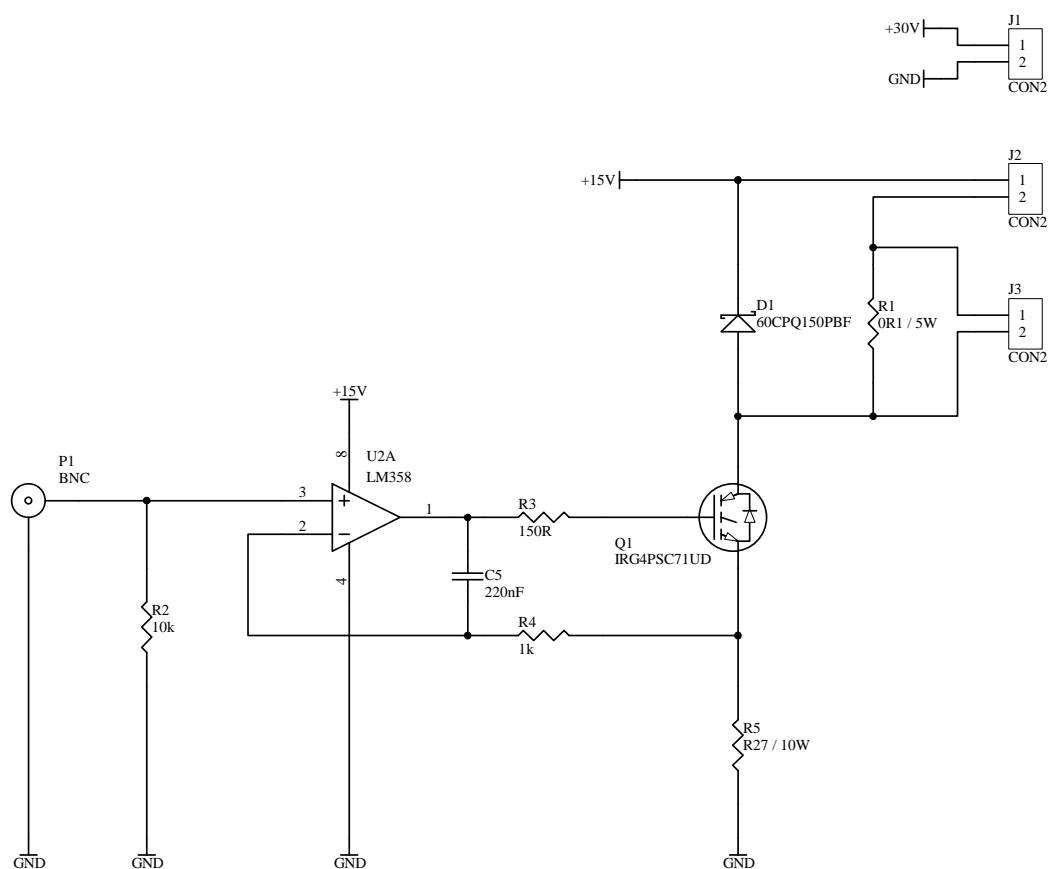 J1
+30V
1
2
GND
CON2
J2
+15V
1
2
CON2
J3
D1
60CPQ150PBF
R1
0R1 / 5W
1
2
CON2
+15V
P1
BNC
8
U2A
LM358
3
+
1
R3
150R
2
−
Q1
IRG4PSC71UD
4
C5
220nF
R2
10k
R4
1k
R5
R27 / 10W
GND
GND
GND
GND